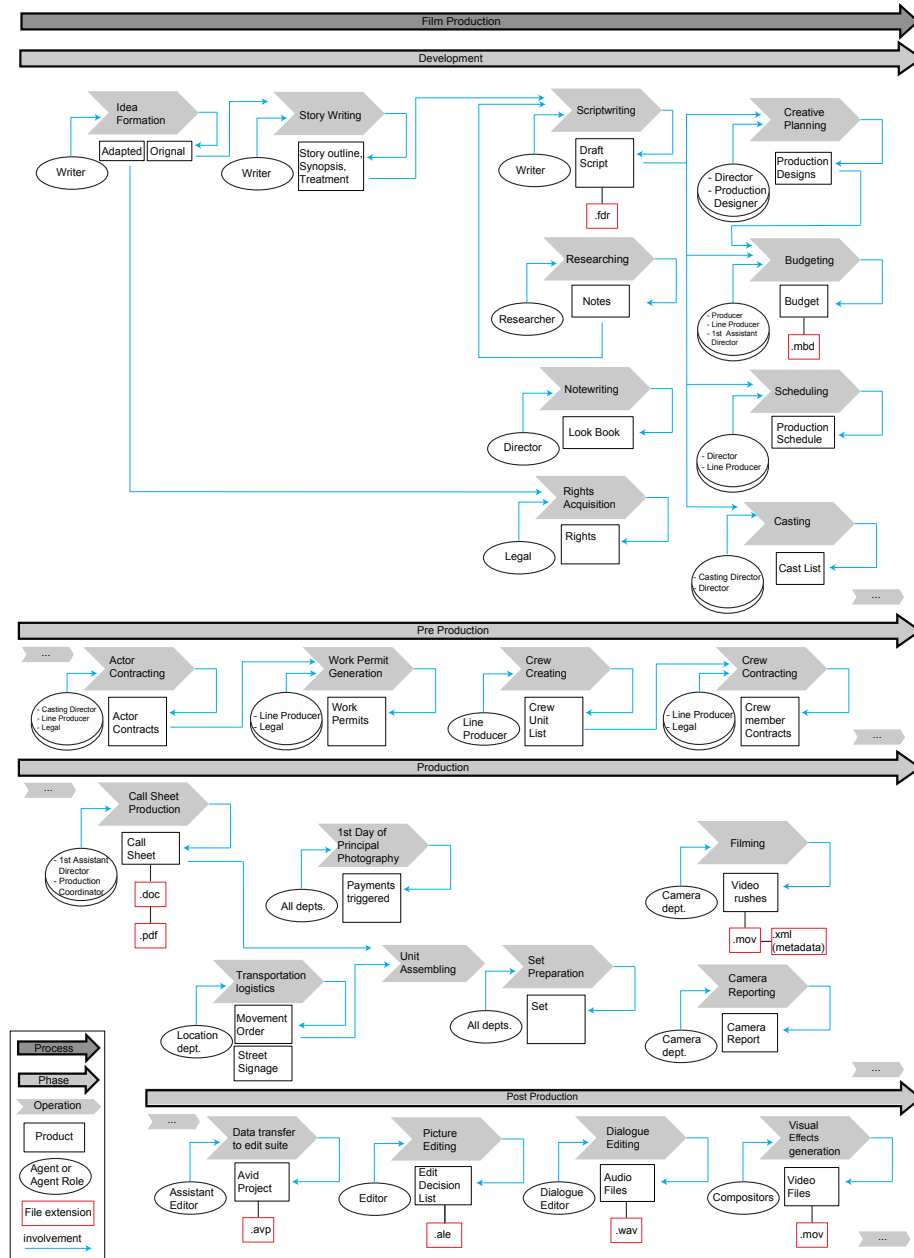 Film Production
Development
Idea
Formation
Writer
Adapted
Orignal
Story Writing
Writer
Story outline,
Synopsis,
Treatment
Scriptwriting
Writer
Draft
Script
.fdr
Creative
Planning
- Director
- Production
Designer
Production
Designs
Researching
Researcher
Notes
Budgeting
- Producer
- Line Producer
- 1st Assistant
Director
Budget
.mbd
Notewriting
Director
Look Book
Scheduling
- Director
- Line Producer
Production
Schedule
Rights
Acquisition
Legal
Rights
Casting
- Casting Director
- Director
Cast List
...
Pre Production
...
Actor
Contracting
- Casting Director
- Line Producer
- Legal
Actor
Contracts
Work Permit
Generation
- Line Producer
- Legal
Work
Permits
Crew
Creating
Line
Producer
Crew
Unit
List
Crew
Contracting
- Line Producer
- Legal
Crew
member
Contracts
...
Production
...
Call Sheet
Production
- 1st Assistant
Director
- Production
Coordinator
Call
Sheet
.doc
.pdf
1st Day of
Principal
Photography
All depts.
Payments
triggered
Filming
Camera
dept.
Video
rushes
.mov
.xml
(metadata)
Transportation
logistics
Location
dept.
Movement
Order
Street
Signage
Unit
Assembling
Set
Preparation
All depts.
Set
Camera
Reporting
Camera
dept.
Camera
Report
...
Post Production
...
Data transfer
to edit suite
Assistant
Editor
Avid
Project
.avp
Picture
Editing
Editor
Edit
Decision
List
.ale
Dialogue
Editing
Dialogue
Editor
Audio
Files
.wav
Visual
Effects
generation
Compositors
Video
Files
.mov
...
Process
Phase
Operation
Product
Agent or
Agent Role
File extension
involvement